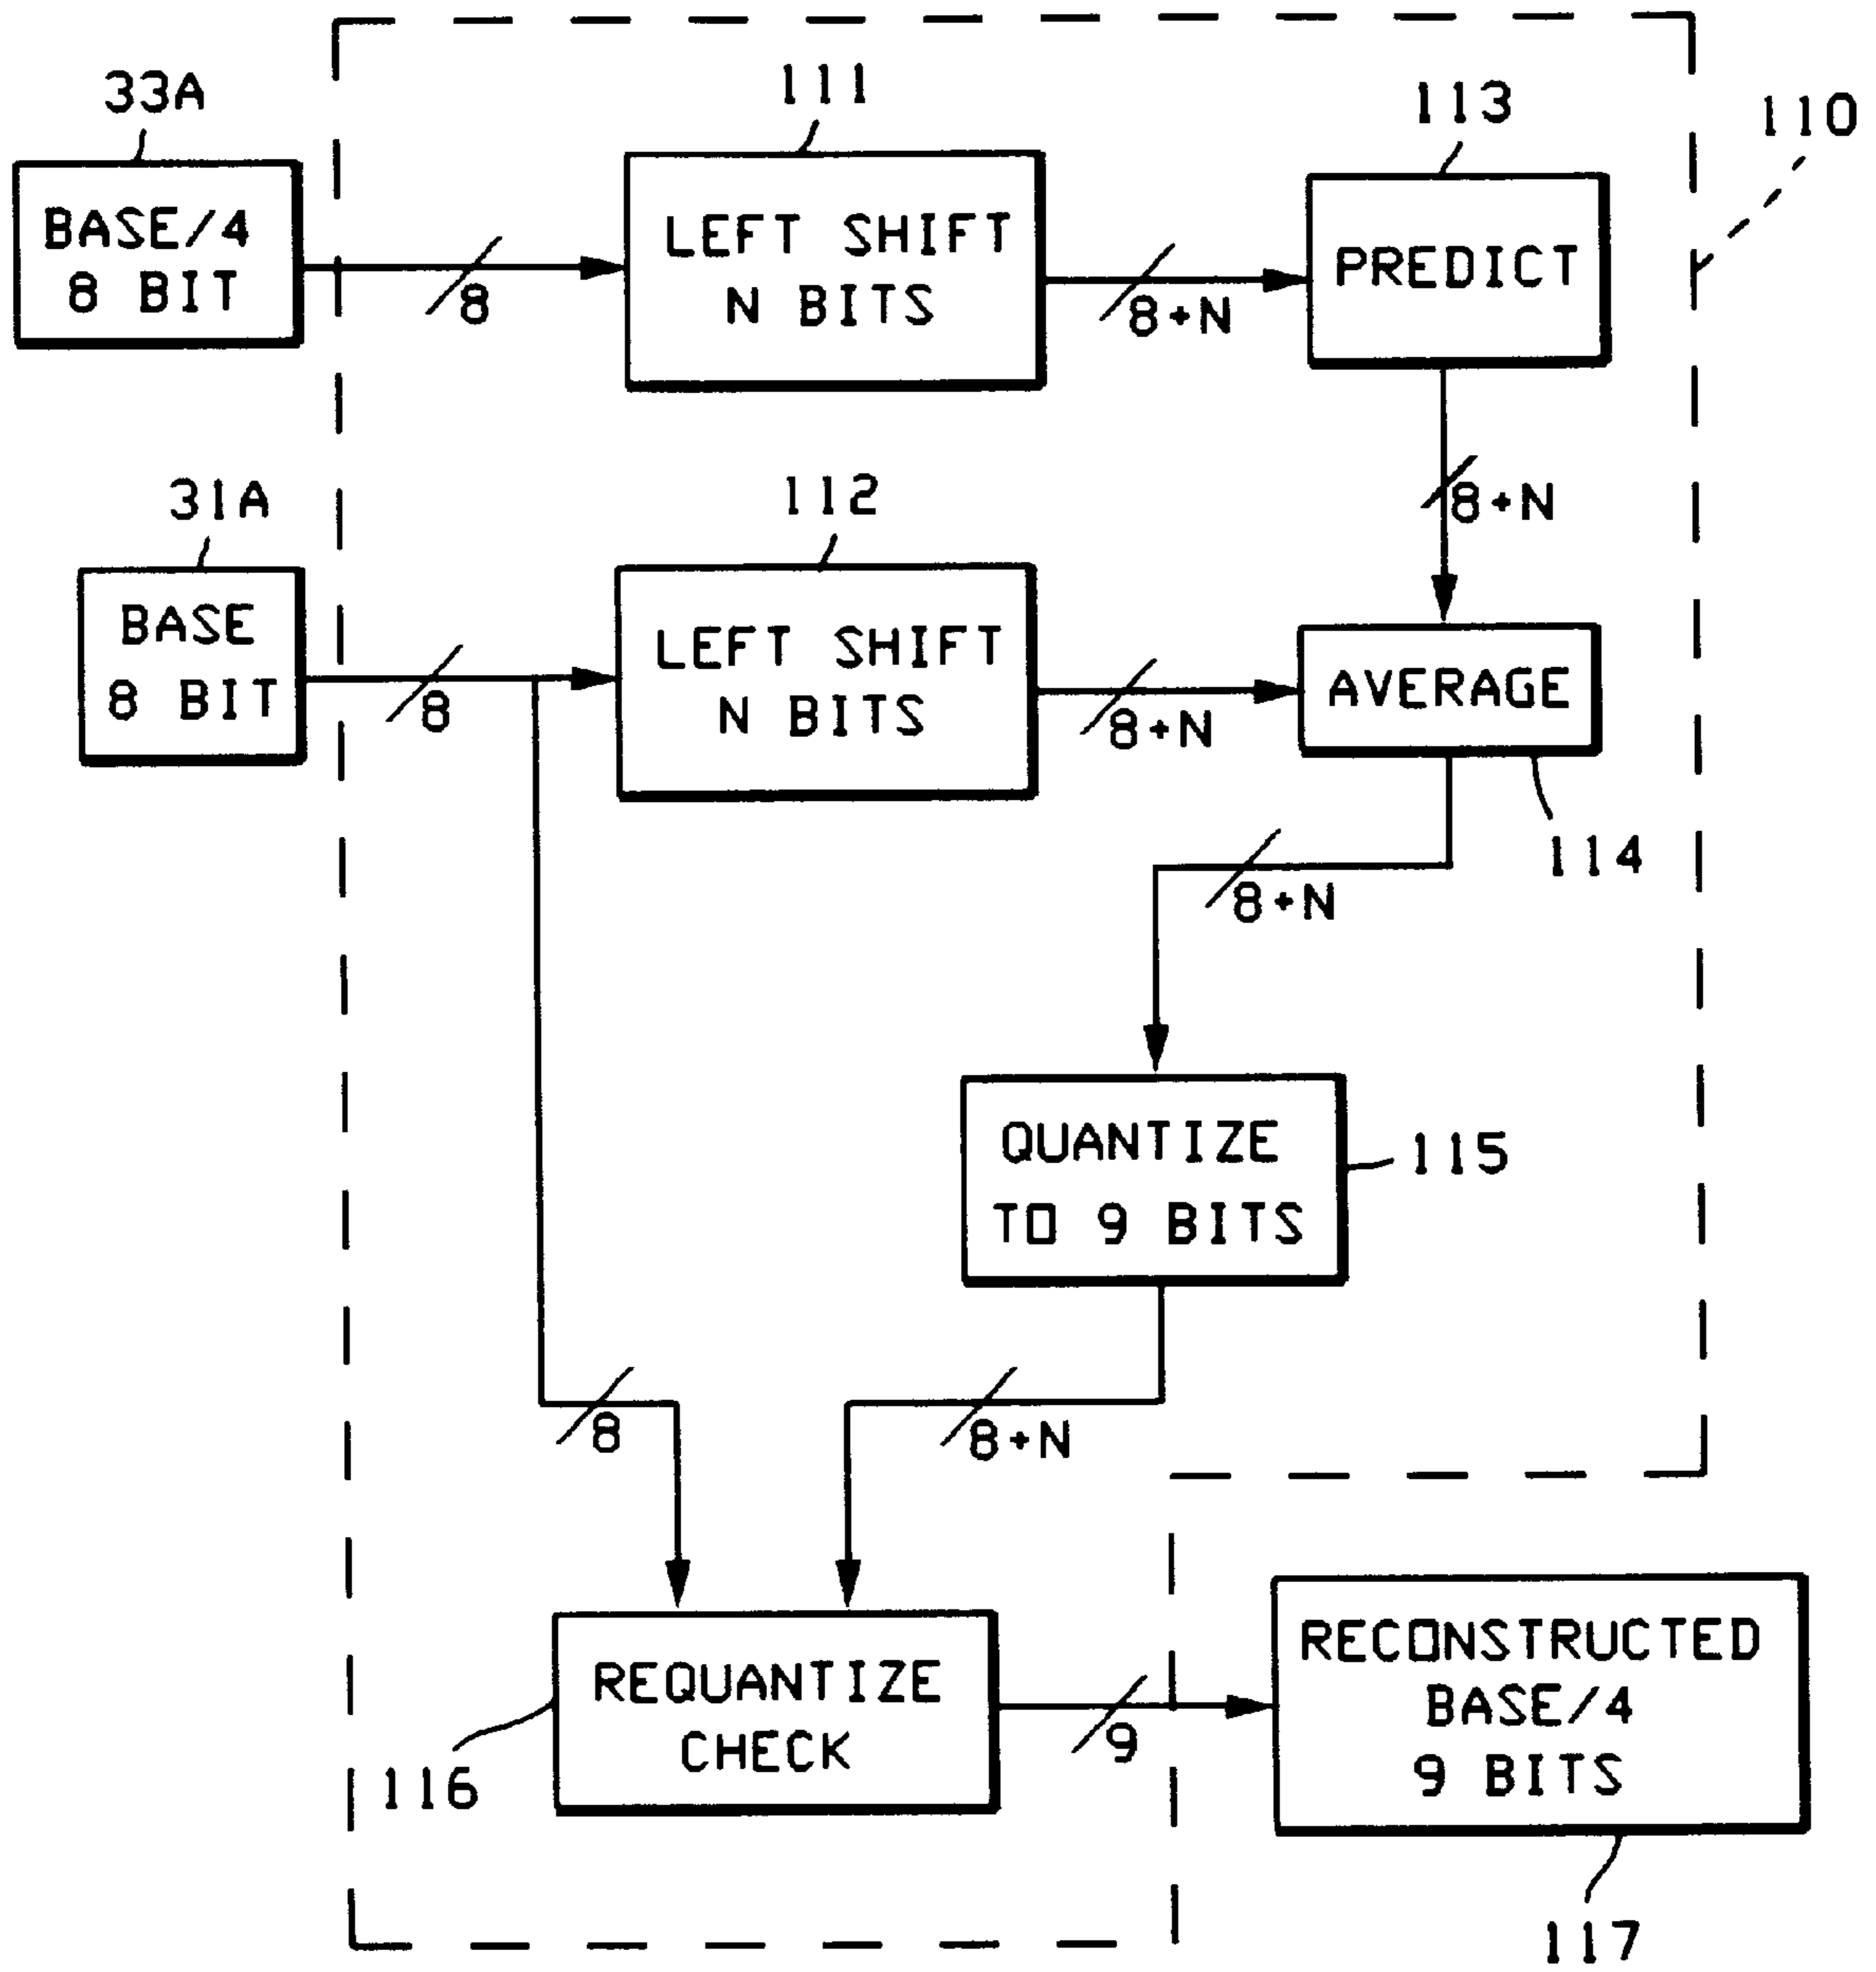 33A
111
113
110
BASE/4
8 BIT
8
LEFT SHIFT
N BITS
8+N
PREDICT
8+N
31A
112
BASE
8 BIT
8
LEFT SHIFT
N BITS
8+N
AVERAGE
114
8+N
QUANTIZE
TO 9 BITS
115
8
8+N
REQUANTIZE
CHECK
116
9
RECONSTRUCTED
BASE/4
9 BITS
117